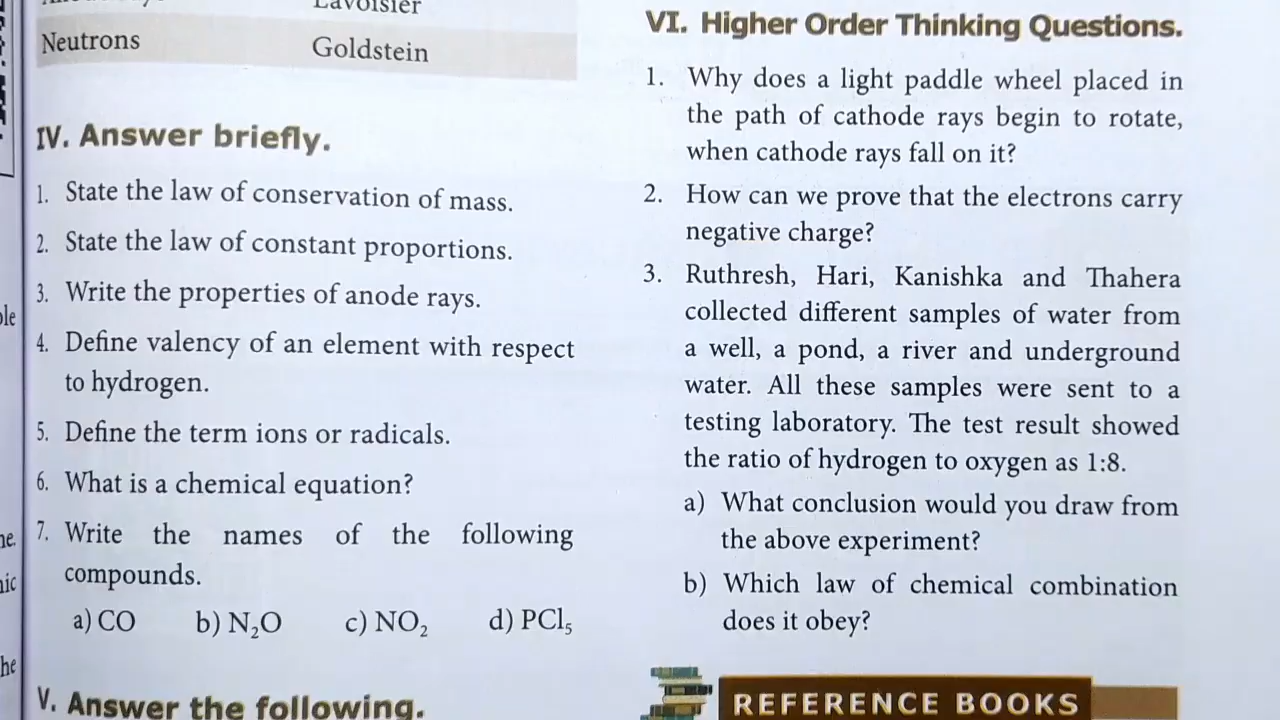 Lavoisier
Neutrons Goldstein
IV. Answer briefly.
1. State the law of conservation of mass.
2. State the law of constant proportions.
3. Write the properties of anode rays.
4. Define valency of an element with respect
to hydrogen.
5. Define the term ions or radicals.
6. What is a chemical equation?
7. Write the names of the following
compounds.
a) CO b) N₂O c) NO₂ d) PCl₅
V. Answer the following.
VI. Higher Order Thinking Questions.
1. Why does a light paddle wheel placed in
the path of cathode rays begin to rotate,
when cathode rays fall on it?
2. How can we prove that the electrons carry
negative charge?
3. Ruthresh, Hari, Kanishka and Thahera
collected different samples of water from
a well, a pond, a river and underground
water. All these samples were sent to a
testing laboratory. The test result showed
the ratio of hydrogen to oxygen as 1:8.
a) What conclusion would you draw from
the above experiment?
b) Which law of chemical combination
does it obey?
REFERENCE BOOKS